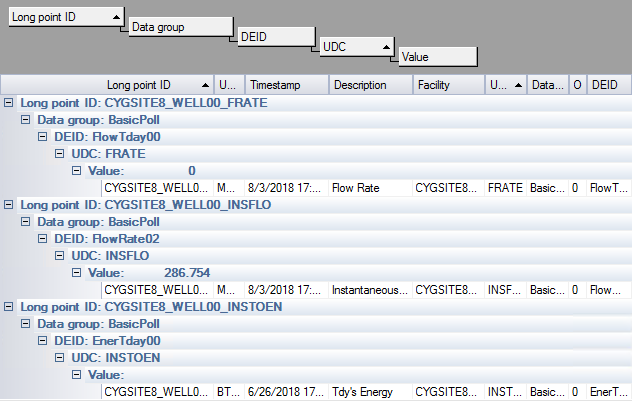 Long point ID
Data group
DEID
UDC
Value
Long point ID U... Timestamp Description Facility U... Data... O DEID
Long point ID: CYGSITE8_WELL00_FRATE
Data group: BasicPoll
DEID: FlowTday00
UDC: FRATE
Value: 0
CYGSITE8_WELL0... M... 8/3/2018 17:... Flow Rate CYGSITE8... FRATE Basic... 0 FlowT...
Long point ID: CYGSITE8_WELL00_INSFLO
Data group: BasicPoll
DEID: FlowRate02
UDC: INSFLO
Value: 286.754
CYGSITE8_WELL0... M... 8/3/2018 17:... Instantaneous... CYGSITE8... INSF... Basic... 0 Flow...
Long point ID: CYGSITE8_WELL00_INSTOEN
Data group: BasicPoll
DEID: EnerTday00
UDC: INSTOEN
Value:
CYGSITE8_WELL0... BT... 6/26/2018 17... Tdy's Energy CYGSITE8... INST... Basic... 0 EnerT...